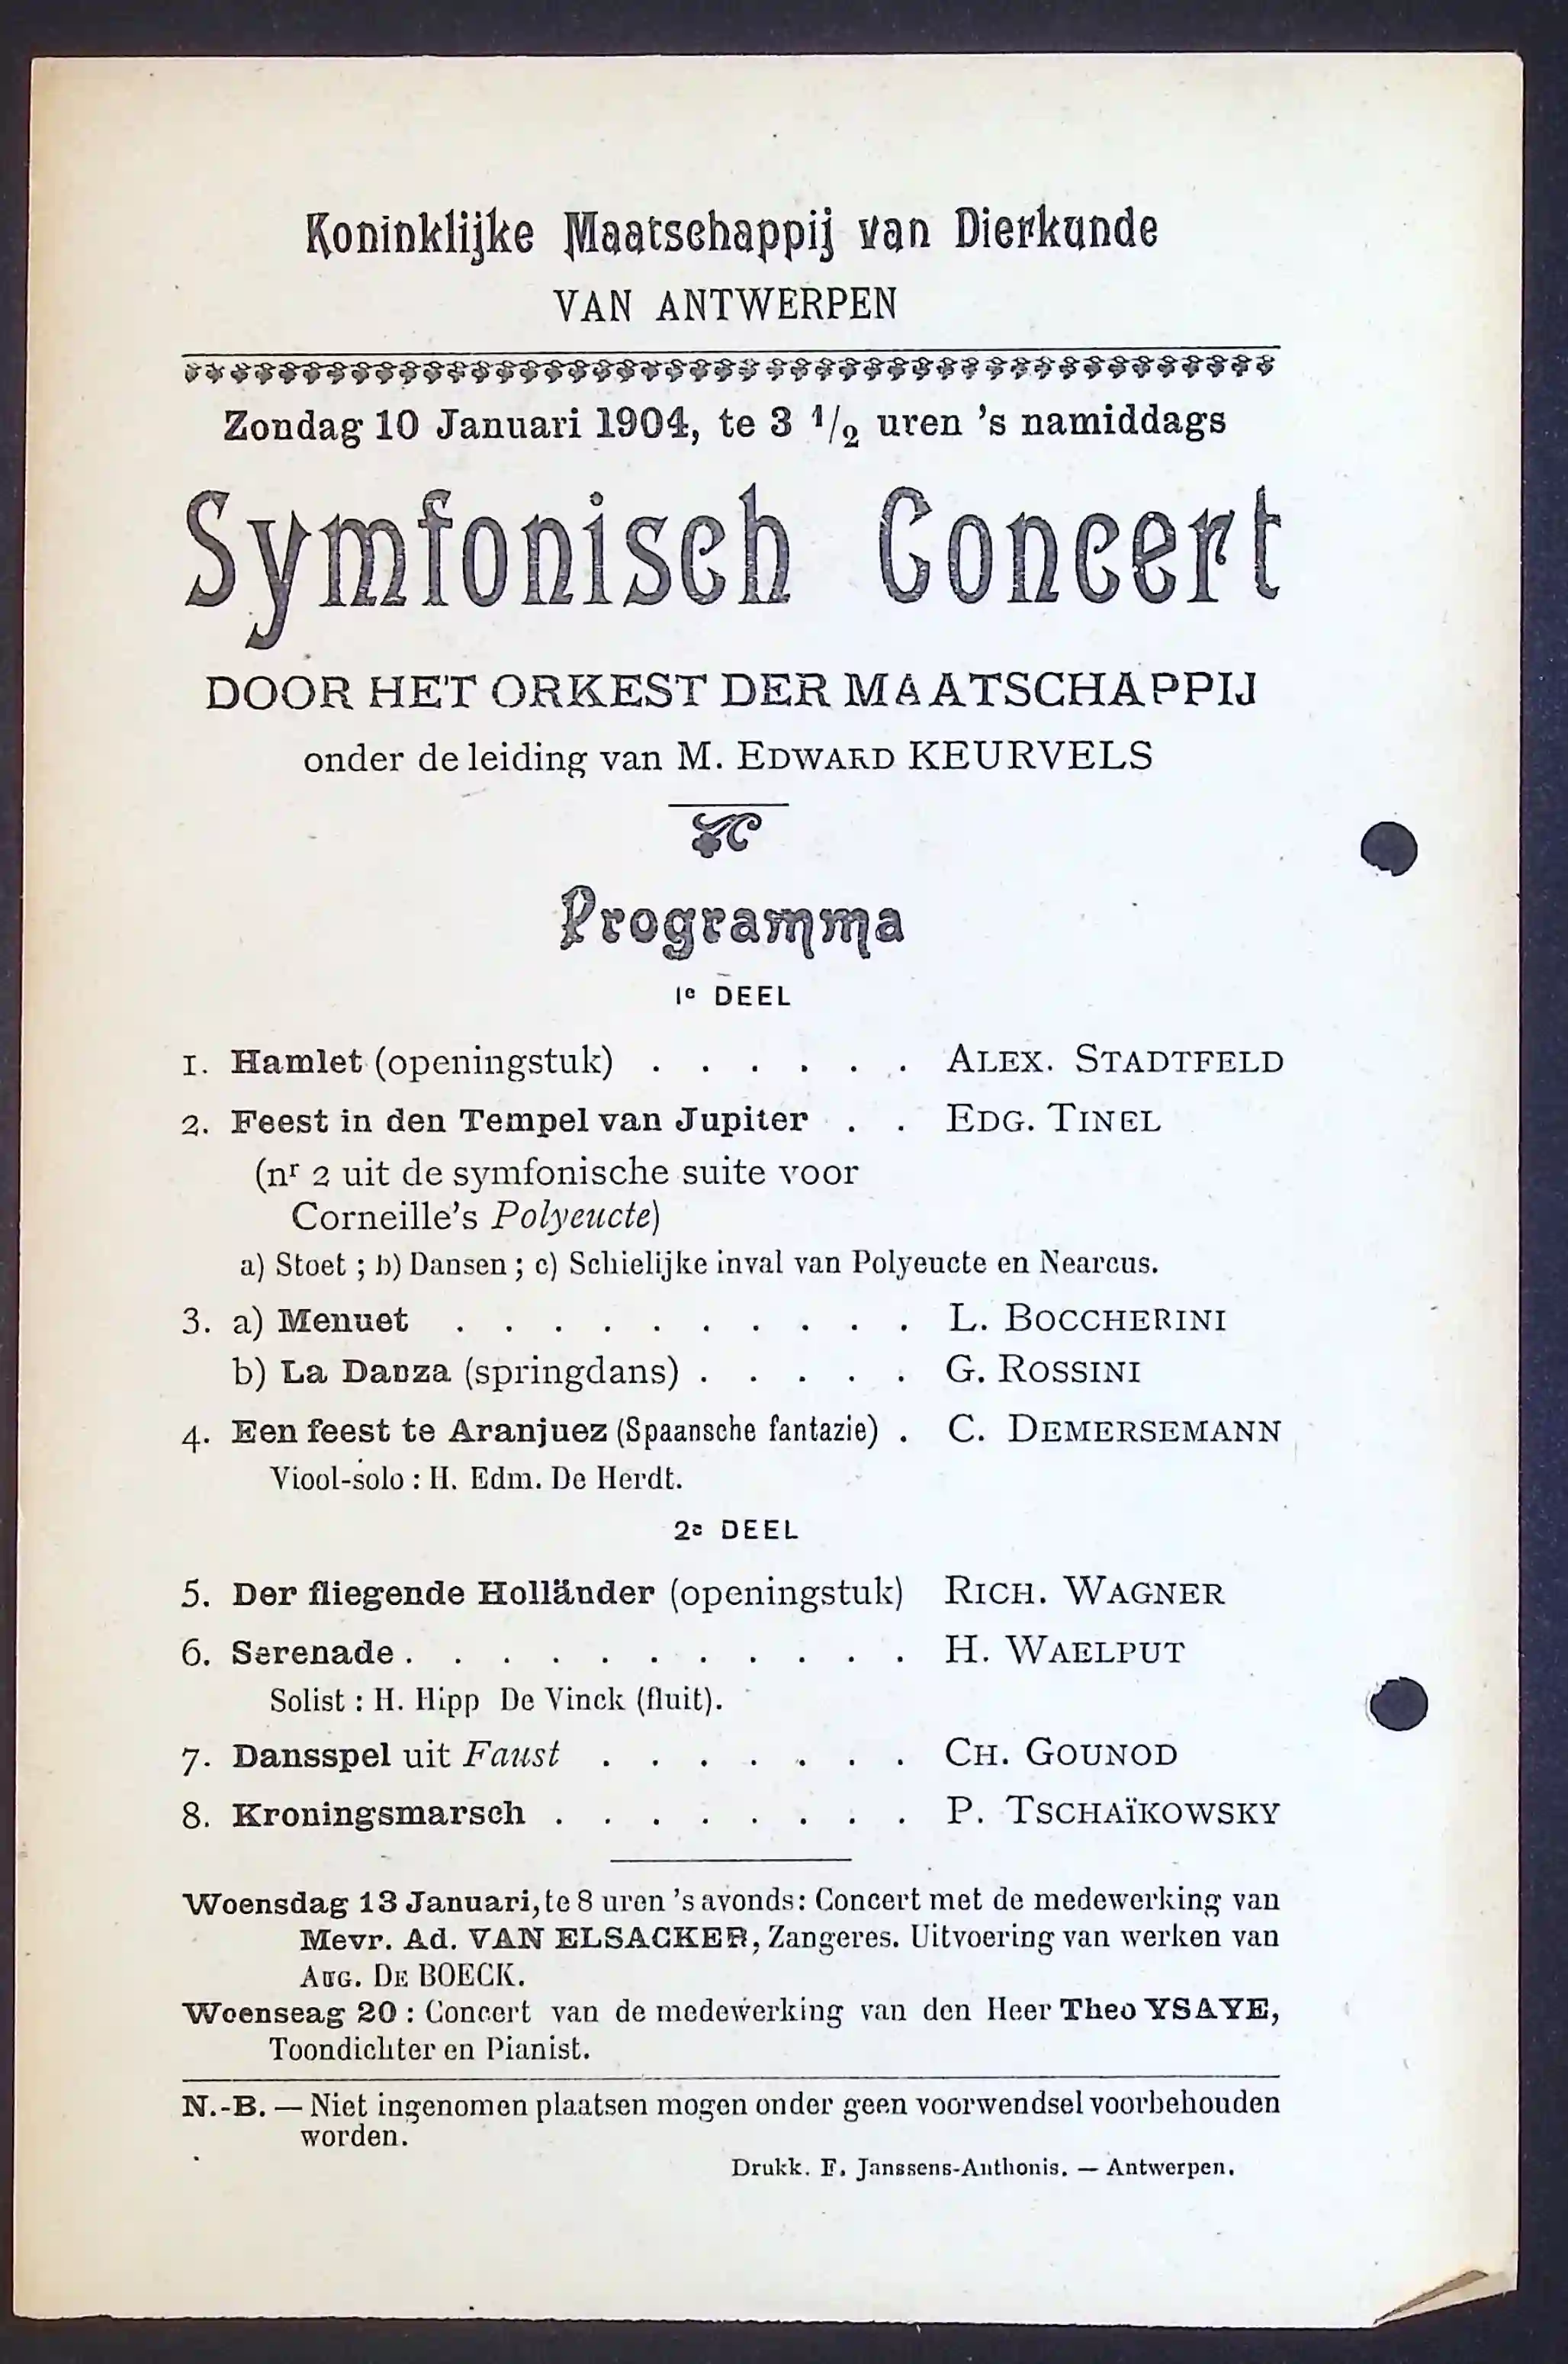 Koninklijke Maatschappij van Dierkunde
VAN ANTWERPEN
Zondag 10 Januari 1904, te 3 1/2 uren 's namiddags
Symfonisch Concert
DOOR HET ORKEST DER MAATSCHAPPIJ
onder de leiding van M. EDWARD KEURVELS
Programma
1e DEEL
1. Hamlet (openingstuk) . . . . . . ALEX. STADTFELD
2. Feest in den Tempel van Jupiter . . EDG. TINEL
(nr 2 uit de symfonische suite voor
Corneille's Polyeucte)
a) Stoet ; b) Dansen ; c) Schielijke inval van Polyeucte en Nearcus.
3. a) Menuet . . . . . . . . . . L. BOCCHERINI
b) La Danza (springdans) . . . . . G. ROSSINI
4. Een feest te Aranjuez (Spaansche fantazie) . C. DEMERSEMANN
Viool-solo : H. Edm. De Herdt.
2e DEEL
5. Der fliegende Holländer (openingstuk) RICH. WAGNER
6. Serenade . . . . . . . . . . . H. WAELPUT
Solist : H. Hipp De Vinck (fluit).
7. Dansspel uit Faust . . . . . . . CH. GOUNOD
8. Kroningsmarsch . . . . . . . . P. TSCHAÏKOWSKY
Woensdag 13 Januari, te 8 uren 's avonds : Concert met de medewerking van
Mevr. Ad. VAN ELSACKER, Zangeres. Uitvoering van werken van
AUG. DE BOECK.
Woenseag 20 : Concert van de medewerking van den Heer Theo YSAYE,
Toondichter en Pianist.
N.-B. — Niet ingenomen plaatsen mogen onder geen voorwendsel voorbehouden
worden.
Drukk. F. Janssens-Anthonis. — Antwerpen.